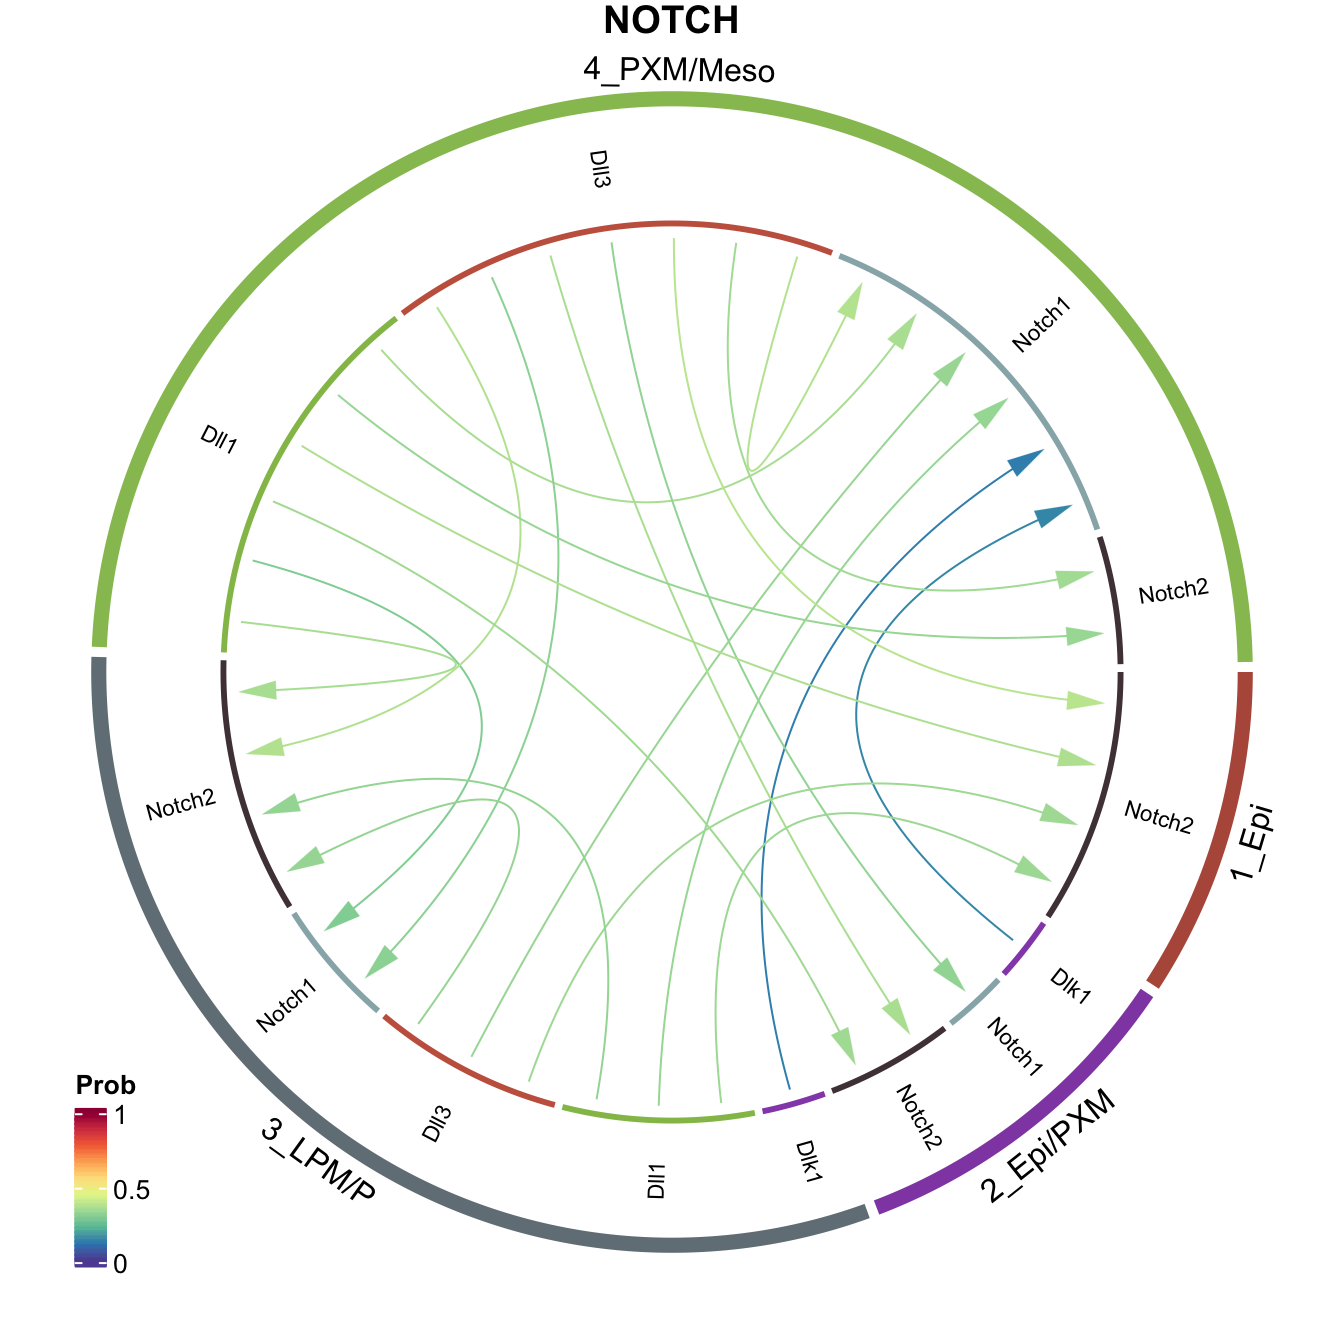 NOTCH
4_PXM/Meso
Dll3
Notch1
Dll1
Notch2
Notch2
Notch2
1_Epi
Dlk1
Notch1
Notch1
2_Epi/PXM
Notch2
Dlk1
Dll1
Dll3
3_LPM/P
Prob
1
0.5
0